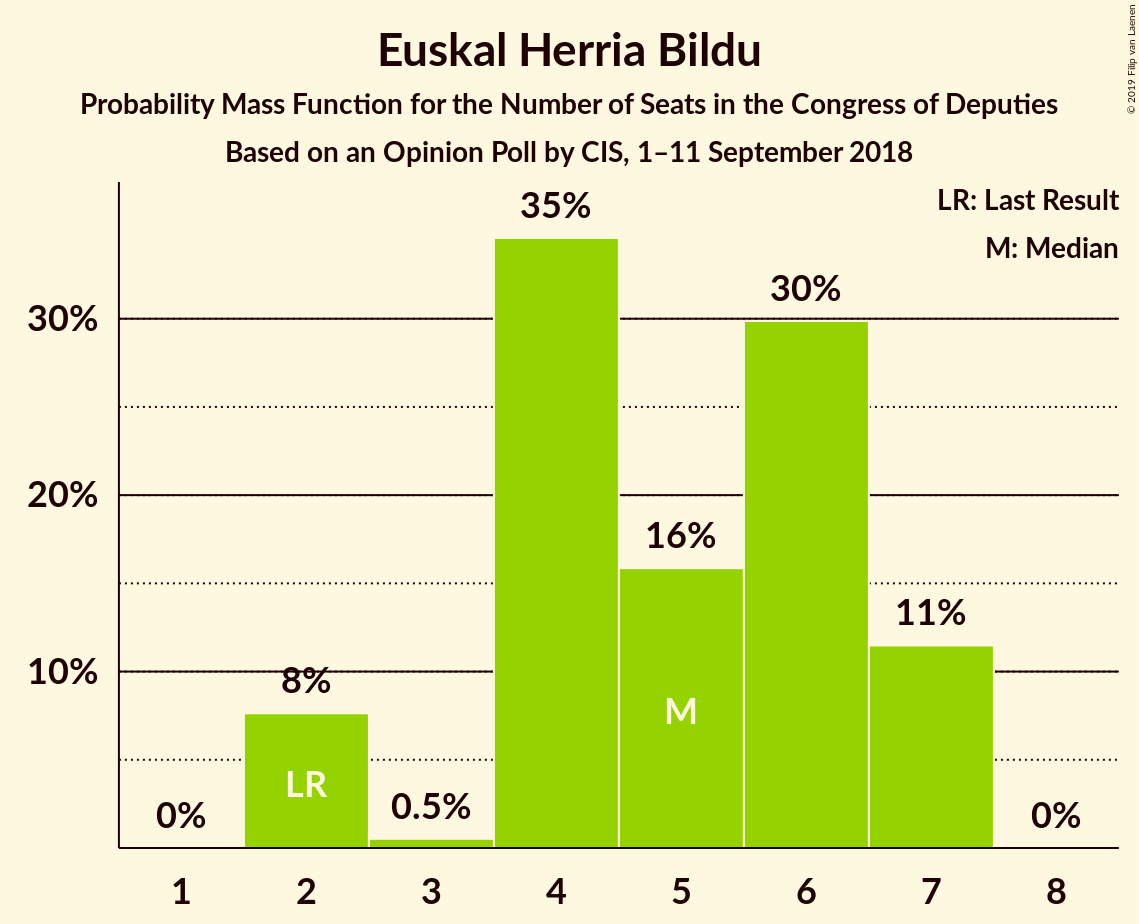 Euskal Herria Bildu
Probability Mass Function for the Number of Seats in the Congress of Deputies
Based on an Opinion Poll by CIS, 1–11 September 2018
© 2019 Filip van Laenen
LR: Last Result
M: Median
30%
20%
10%
0%
8%
LR
0.5%
35%
16%
M
30%
11%
0%
1 2 3 4 5 6 7 8